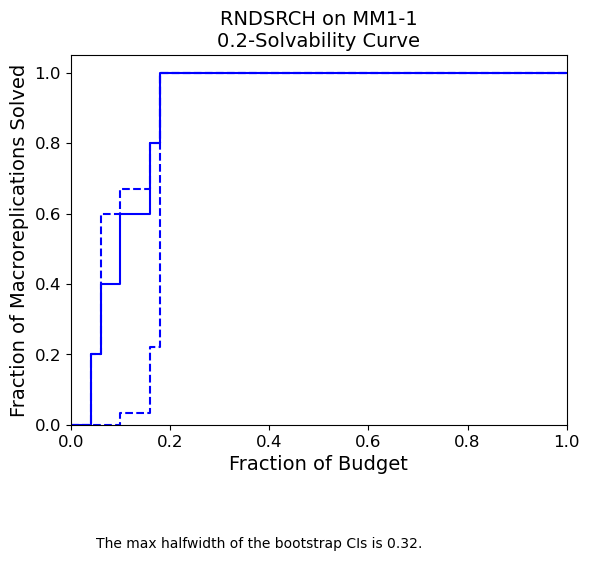 RNDSRCH on MM1-1
0.2-Solvability Curve
Fraction of Macroreplications Solved
1.0
0.8
0.6
0.4
0.2
0.0
0.0 0.2 0.4 0.6 0.8 1.0
Fraction of Budget
The max halfwidth of the bootstrap CIs is 0.32.